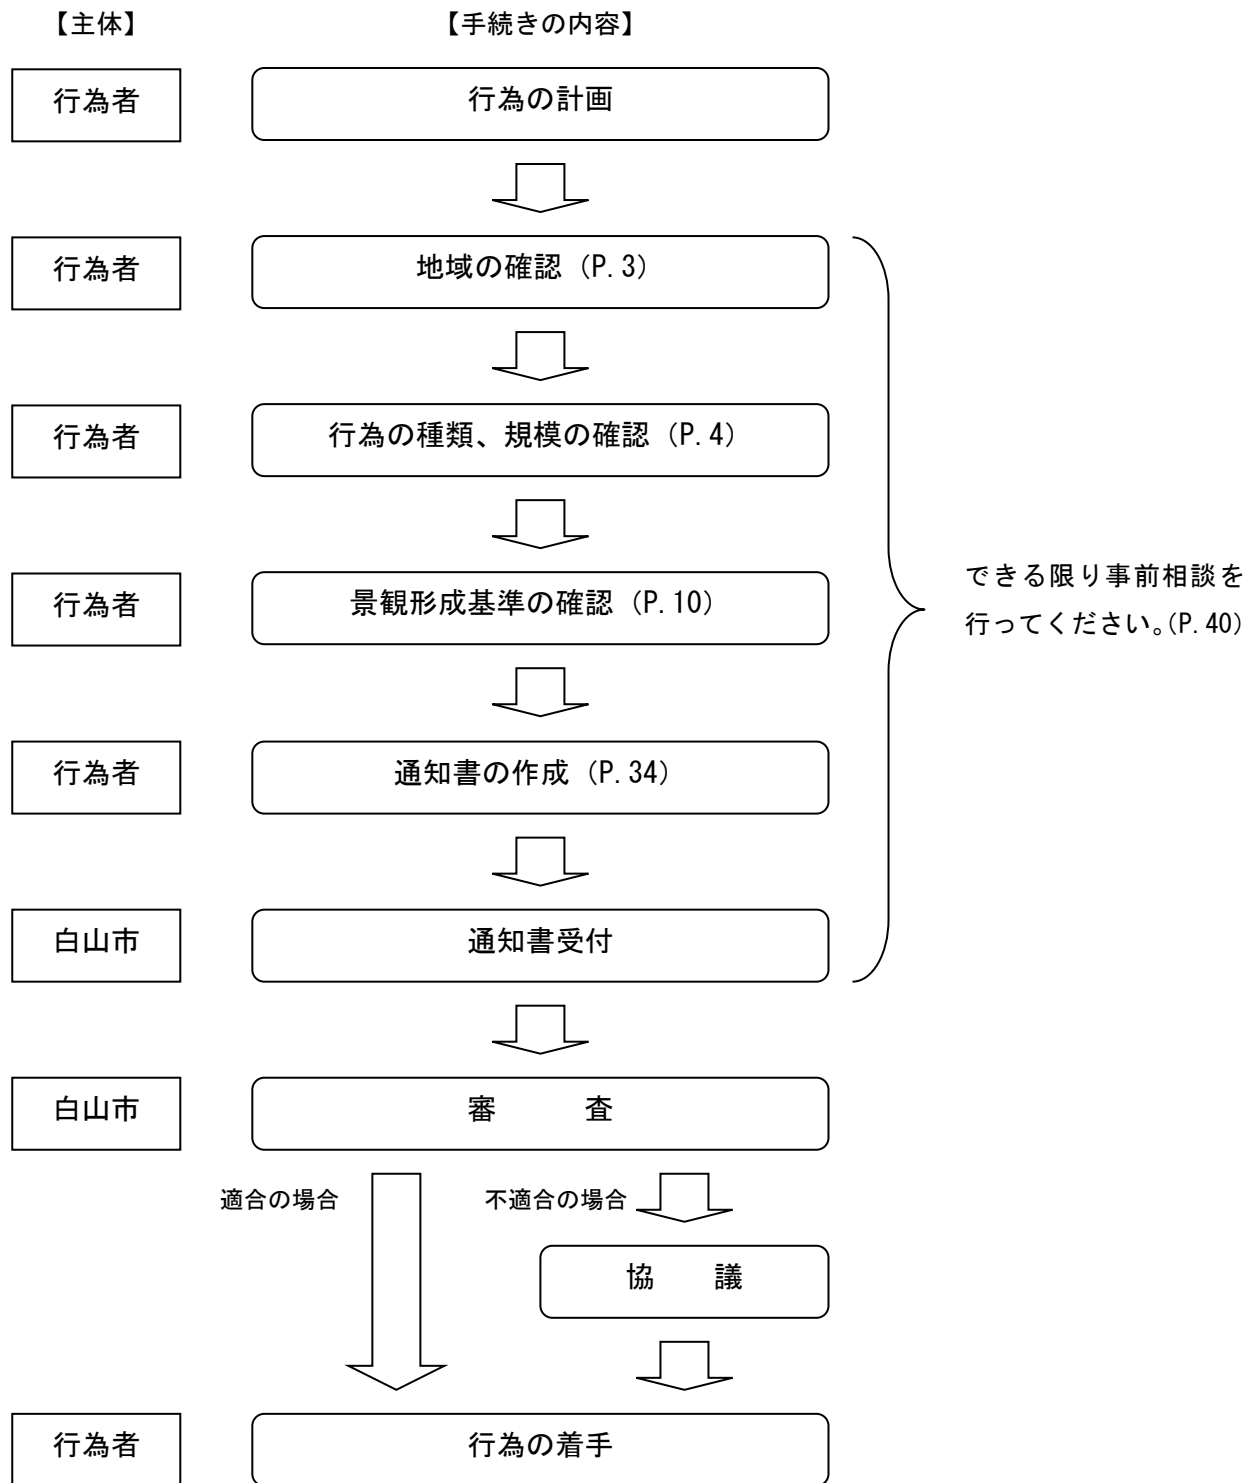 【主体】 【手続きの内容】
行為者 行為の計画
行為者 地域の確認（P.3）
行為者 行為の種類、規模の確認（P.4）
行為者 景観形成基準の確認（P.10）
できる限り事前相談を
行ってください。(P.40)
行為者 通知書の作成（P.34）
白山市 通知書受付
白山市 審　　査
適合の場合 不適合の場合
協　　議
行為者 行為の着手